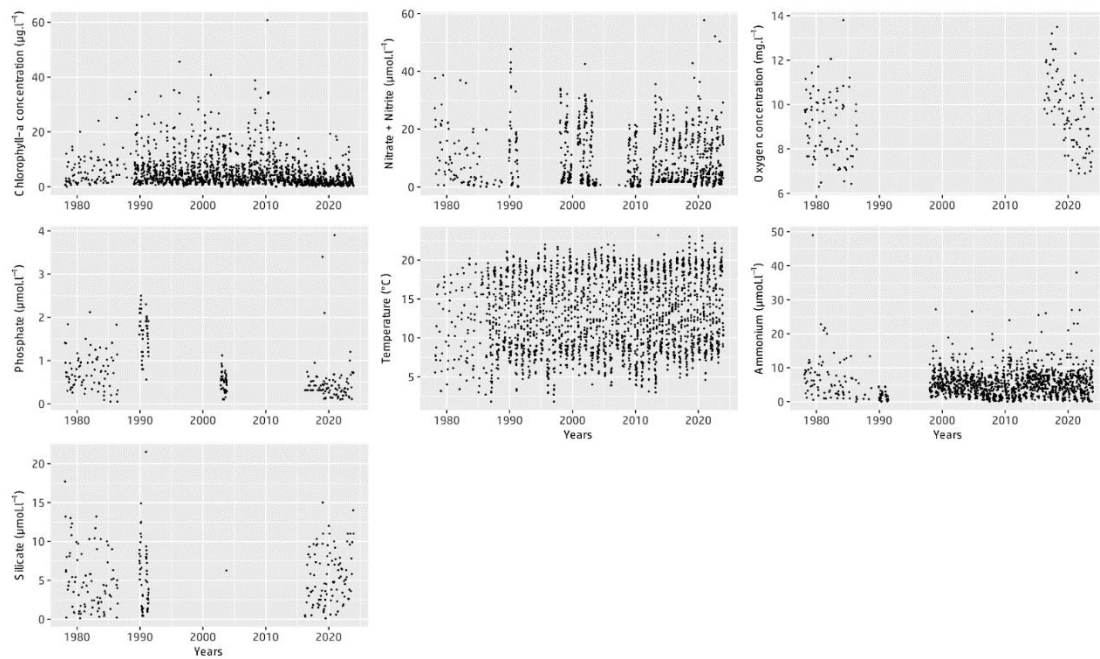 Chlorophyll-a concentration (µg.l⁻¹)
60
40
20
0
1980 1990 2000 2010 2020
Nitrate + Nitrite (µmol.l⁻¹)
60
40
20
0
1980 1990 2000 2010 2020
Oxygen concentration (mg.l⁻¹)
14
12
10
8
6
1980 1990 2000 2010 2020
Phosphate (µmol.l⁻¹)
4
3
2
1
0
1980 1990 2000 2010 2020
Temperature (°C)
20
15
10
5
1980 1990 2000 2010 2020
Years
Ammonium (µmol.l⁻¹)
50
40
30
20
10
0
1980 1990 2000 2010 2020
Years
Sillicate (µmol.l⁻¹)
20
15
10
5
0
1980 1990 2000 2010 2020
Years